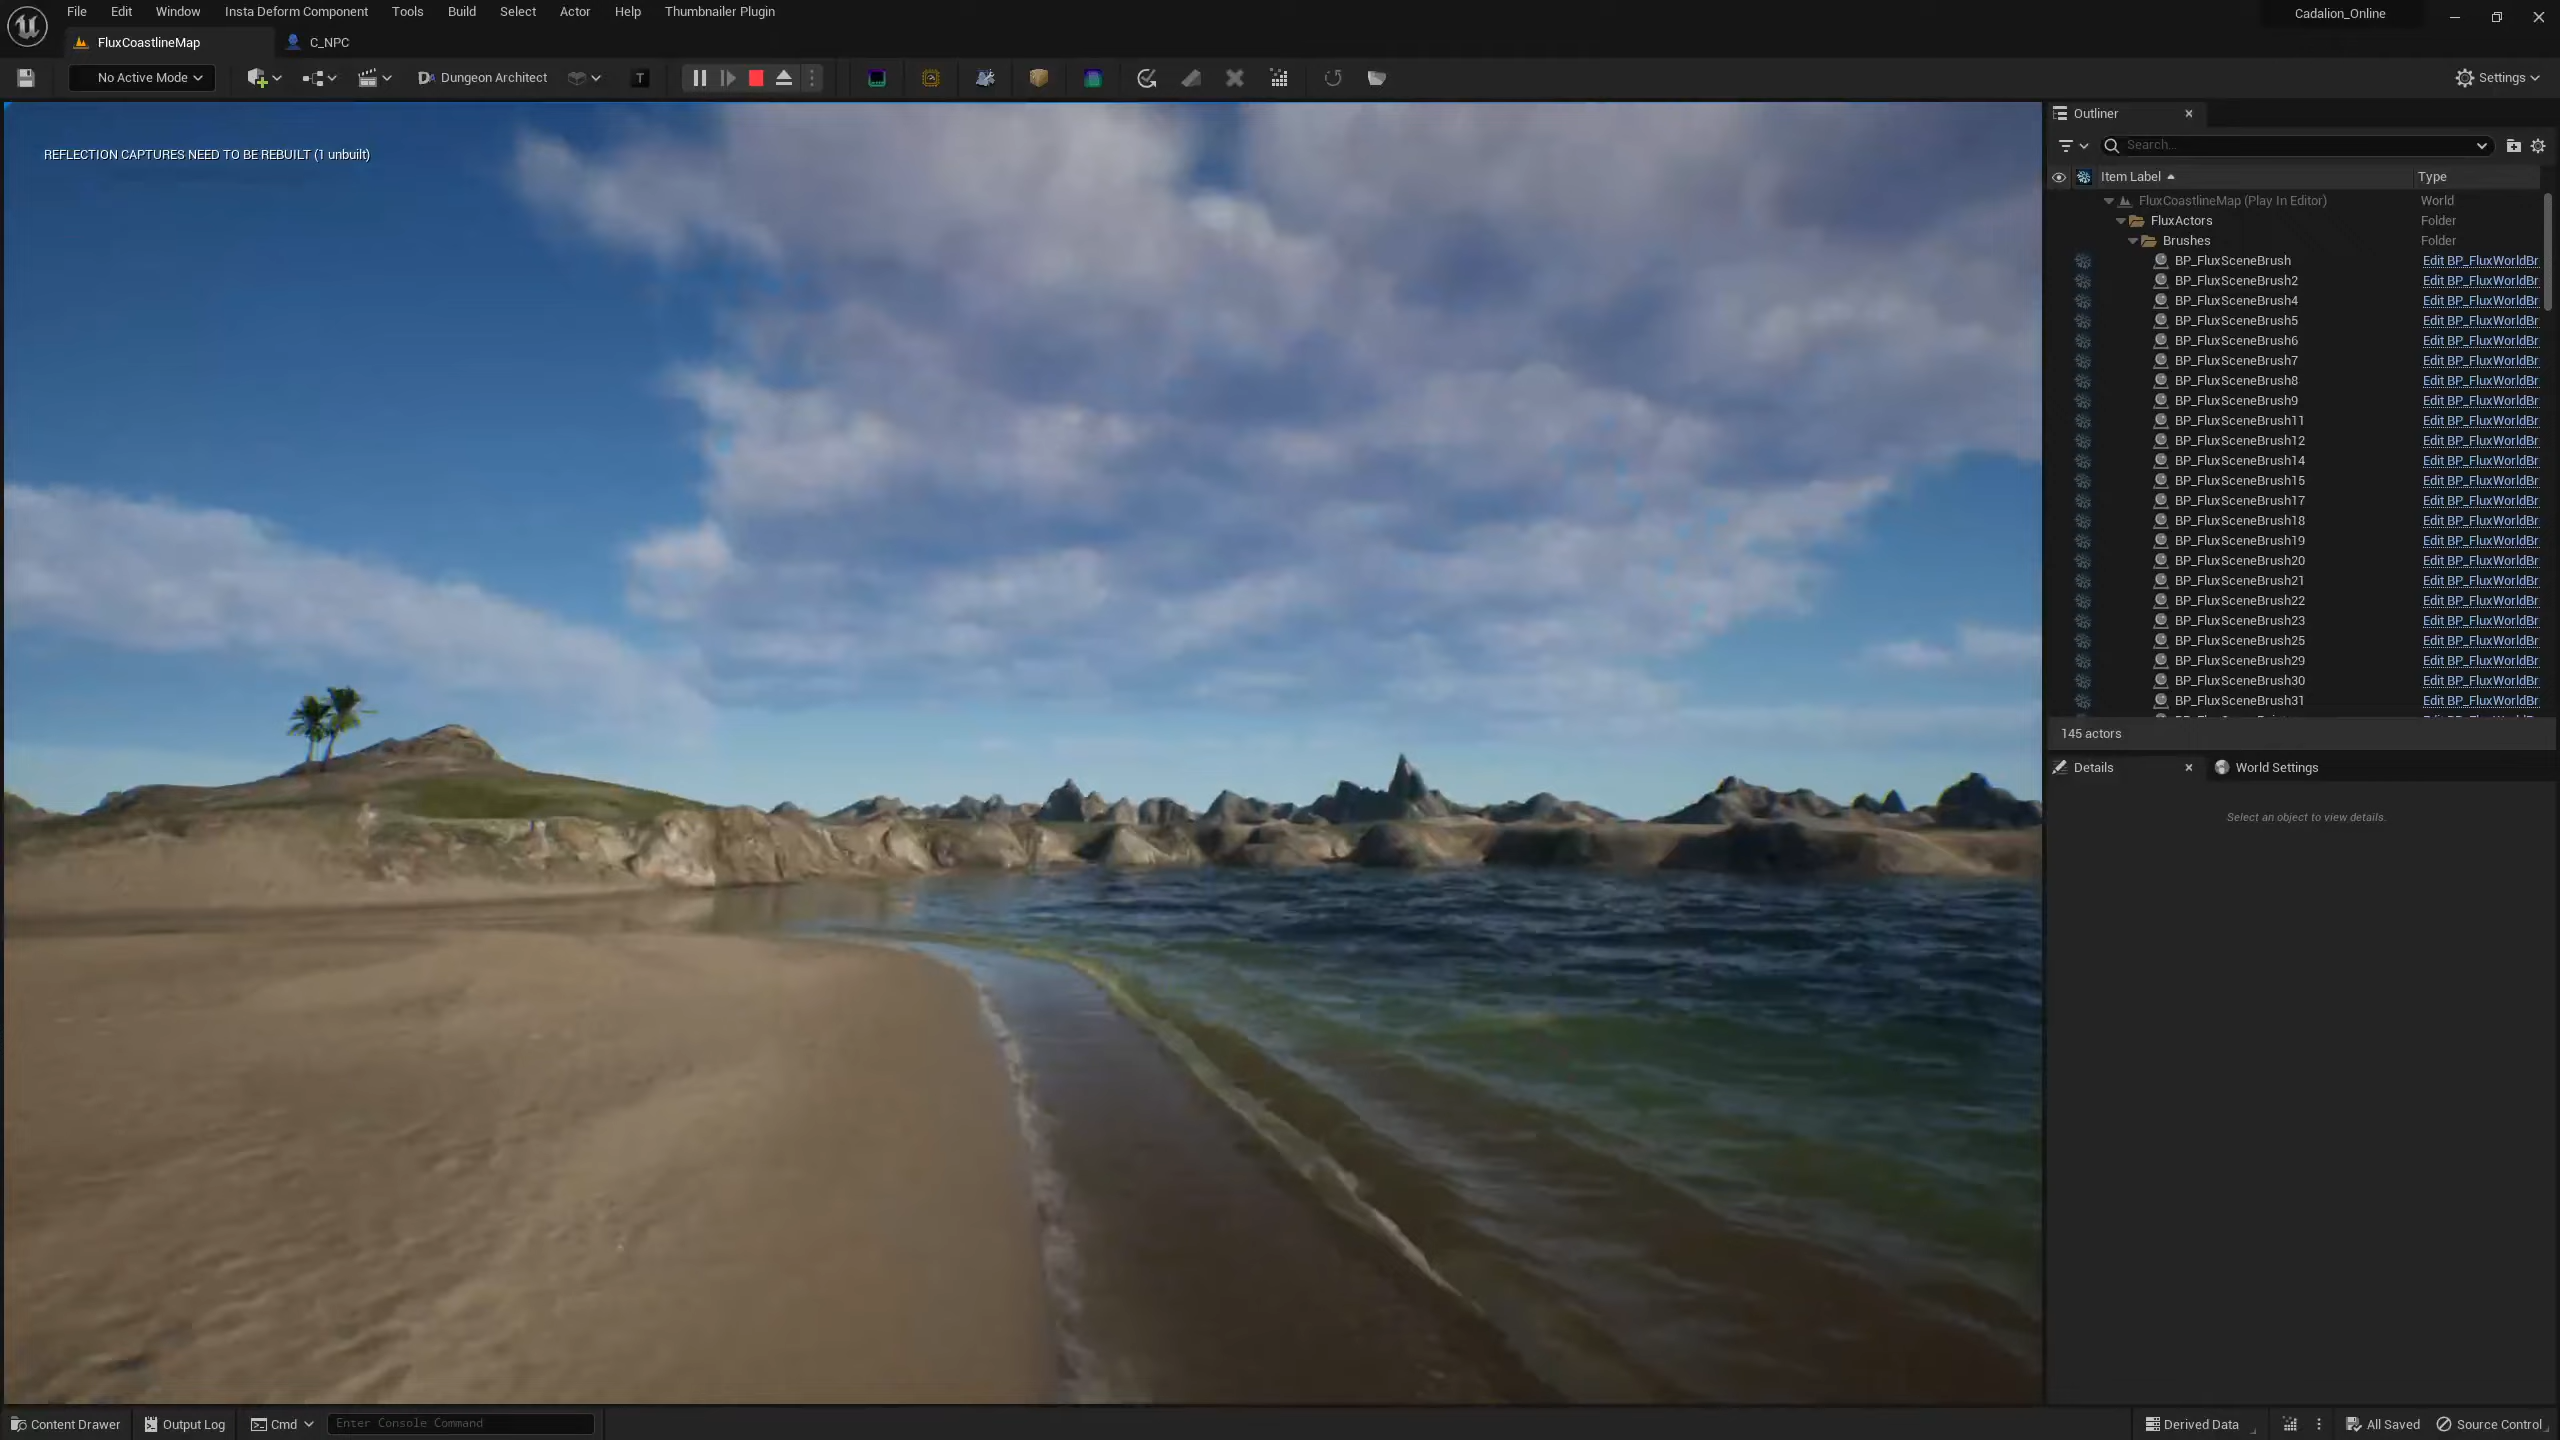 File Edit Window Insta Deform Component Tools Build Select Actor Help Thumbnailer Plugin
Cadalion_Online
FluxCoastlineMap
C_NPC
No Active Mode
Dungeon Architect
Settings
REFLECTION CAPTURES NEED TO BE REBUILT (1 unbuilt)
Outliner
Search...
Item Label
Type
FluxCoastlineMap (Play In Editor) World
FluxActors Folder
Brushes Folder
BP_FluxSceneBrush Edit BP_FluxWorldBr
BP_FluxSceneBrush2 Edit BP_FluxWorldBr
BP_FluxSceneBrush4 Edit BP_FluxWorldBr
BP_FluxSceneBrush5 Edit BP_FluxWorldBr
BP_FluxSceneBrush6 Edit BP_FluxWorldBr
BP_FluxSceneBrush7 Edit BP_FluxWorldBr
BP_FluxSceneBrush8 Edit BP_FluxWorldBr
BP_FluxSceneBrush9 Edit BP_FluxWorldBr
BP_FluxSceneBrush11 Edit BP_FluxWorldBr
BP_FluxSceneBrush12 Edit BP_FluxWorldBr
BP_FluxSceneBrush14 Edit BP_FluxWorldBr
BP_FluxSceneBrush15 Edit BP_FluxWorldBr
BP_FluxSceneBrush17 Edit BP_FluxWorldBr
BP_FluxSceneBrush18 Edit BP_FluxWorldBr
BP_FluxSceneBrush19 Edit BP_FluxWorldBr
BP_FluxSceneBrush20 Edit BP_FluxWorldBr
BP_FluxSceneBrush21 Edit BP_FluxWorldBr
BP_FluxSceneBrush22 Edit BP_FluxWorldBr
BP_FluxSceneBrush23 Edit BP_FluxWorldBr
BP_FluxSceneBrush25 Edit BP_FluxWorldBr
BP_FluxSceneBrush29 Edit BP_FluxWorldBr
BP_FluxSceneBrush30 Edit BP_FluxWorldBr
BP_FluxSceneBrush31 Edit BP_FluxWorldBr
145 actors
Details
World Settings
Select an object to view details.
Content Drawer
Output Log
Cmd
Enter Console Command
Derived Data
All Saved
Source Control